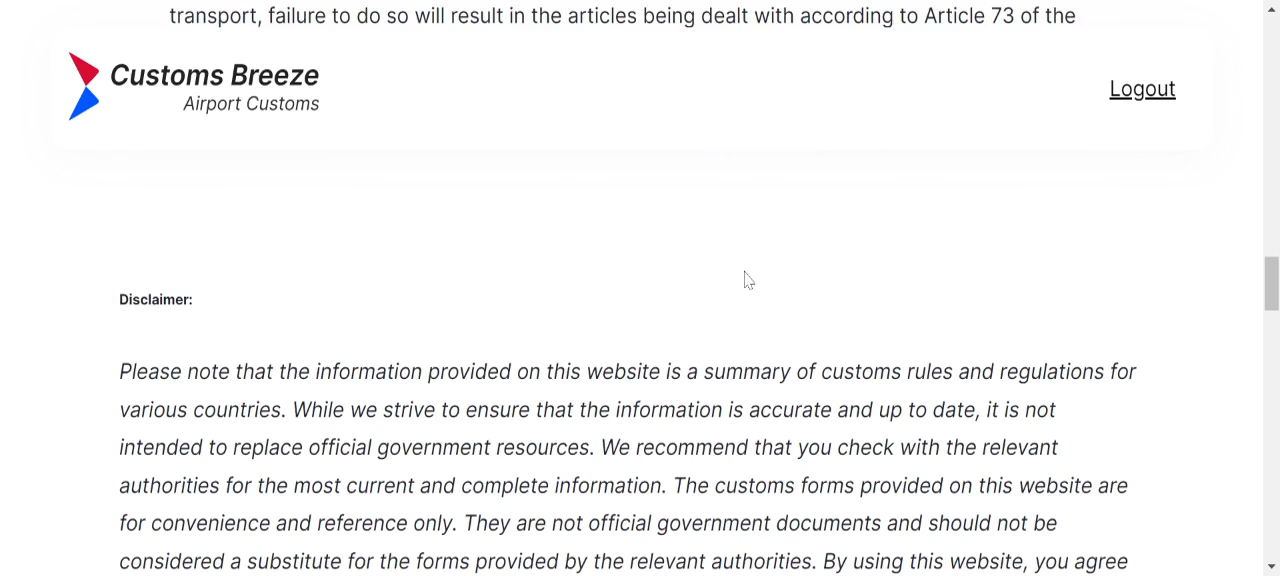 transport, failure to do so will result in the articles being dealt with according to Article 73 of the
Customs Breeze
Airport Customs
Logout
Disclaimer:
Please note that the information provided on this website is a summary of customs rules and regulations for
various countries. While we strive to ensure that the information is accurate and up to date, it is not
intended to replace official government resources. We recommend that you check with the relevant
authorities for the most current and complete information. The customs forms provided on this website are
for convenience and reference only. They are not official government documents and should not be
considered a substitute for the forms provided by the relevant authorities. By using this website, you agree